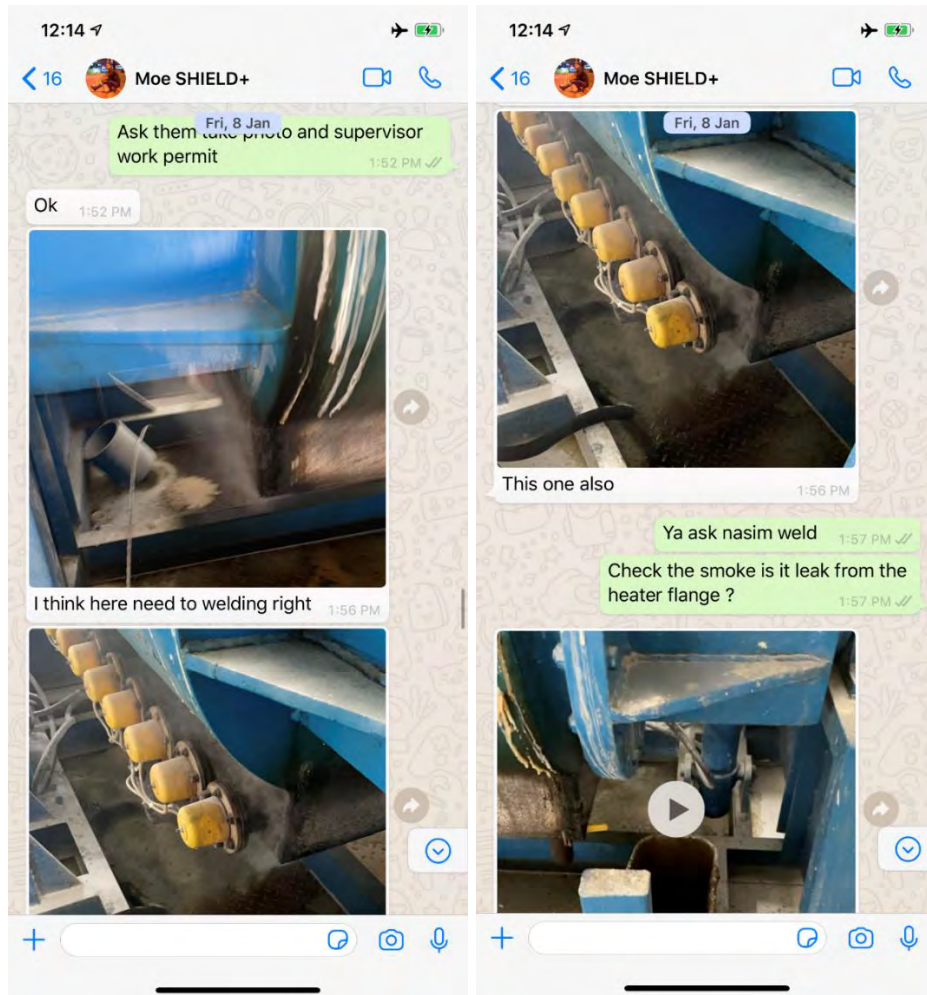 12:14
16
Moe SHIELD+
Fri, 8 Jan
Ask them take photo and supervisor
work permit
1:52 PM
Ok
1:52 PM
I think here need to welding right
1:56 PM
12:14
16
Moe SHIELD+
Fri, 8 Jan
This one also
1:56 PM
Ya ask nasim weld
1:57 PM
Check the smoke is it leak from the
heater flange ?
1:57 PM